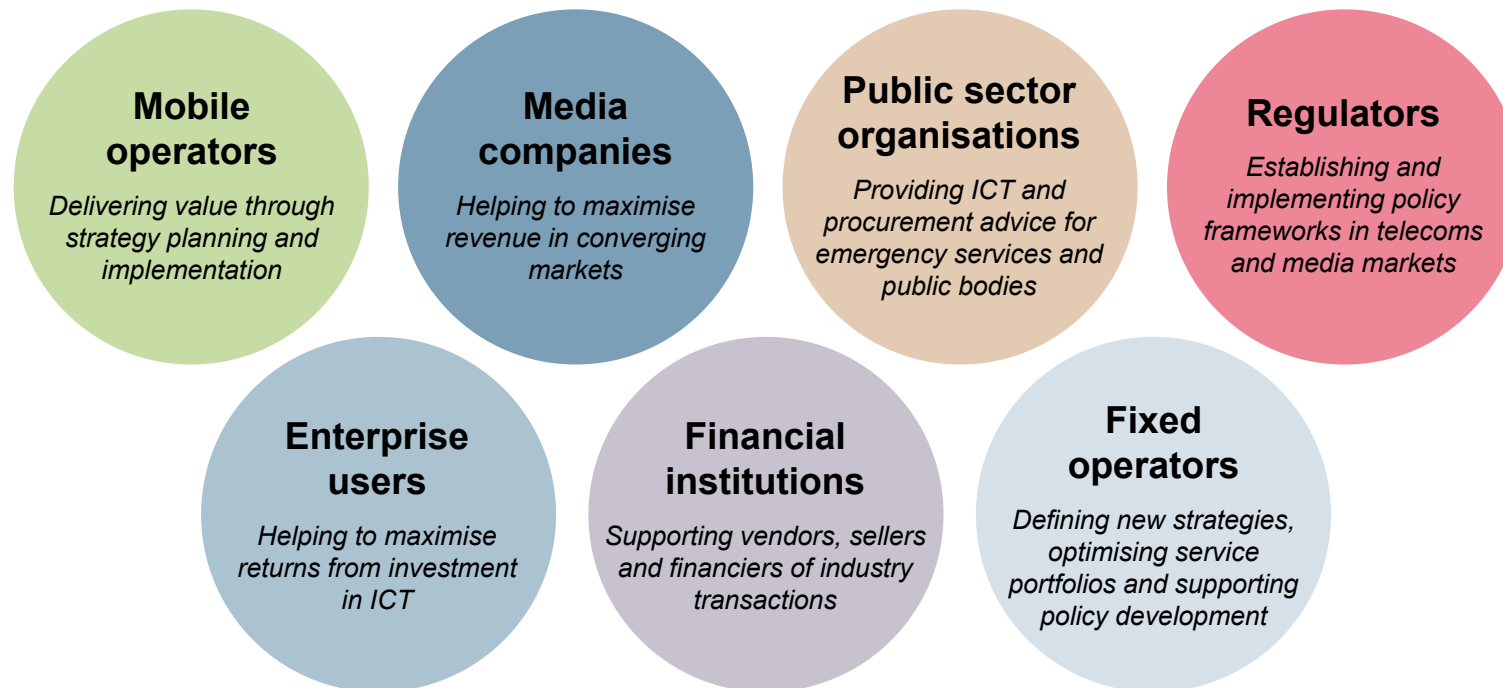 Mobile
operators
Delivering value through
strategy planning and
implementation
Media
companies
Helping to maximise
revenue in converging
markets
Public sector
organisations
Providing ICT and
procurement advice for
emergency services and
public bodies
Regulators
Establishing and
implementing policy
frameworks in telecoms
and media markets
Enterprise
users
Helping to maximise
returns from investment
in ICT
Financial
institutions
Supporting vendors, sellers
and financiers of industry
transactions
Fixed
operators
Defining new strategies,
optimising service
portfolios and supporting
policy development